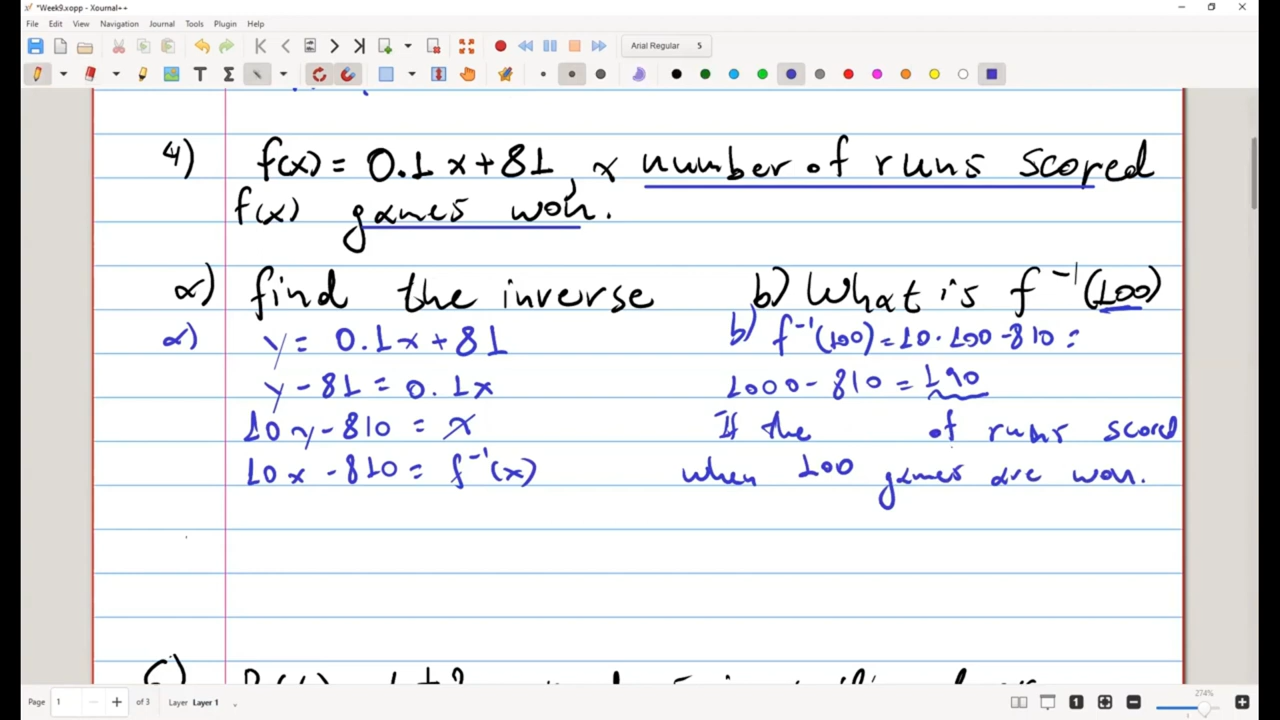 *Week9.xopp - Xournal++
File Edit View Navigation Journal Tools Plugin Help
Arial Regular 5
4) f(x) = 0.1x + 81, x number of runs scored
f(x) games won.
a) find the inverse
b) What is f⁻¹(100)
a) y = 0.1x + 81
y - 81 = 0.1x
10y - 810 = x
10x - 810 = f⁻¹(x)
b) f⁻¹(100) = 10·100 - 810 =
1000 - 810 = 190
If the of runs scored
when 100 games are won.
Page 1 of 3 Layer Layer 1
274%